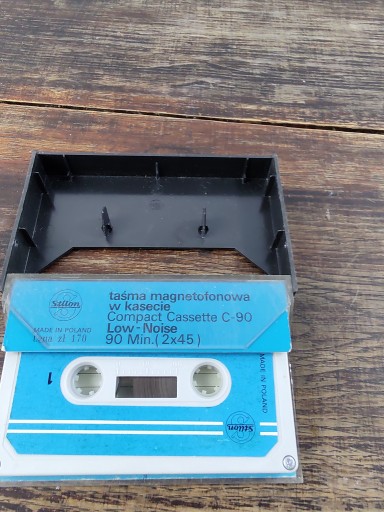 Stilon
MADE IN POLAND
Cena zł 170
taśma magnetofonowa
w kasecie
Compact Cassette C-90
Low-Noise
90 Min.(2x45)
1
MADE IN POLAND
Stilon